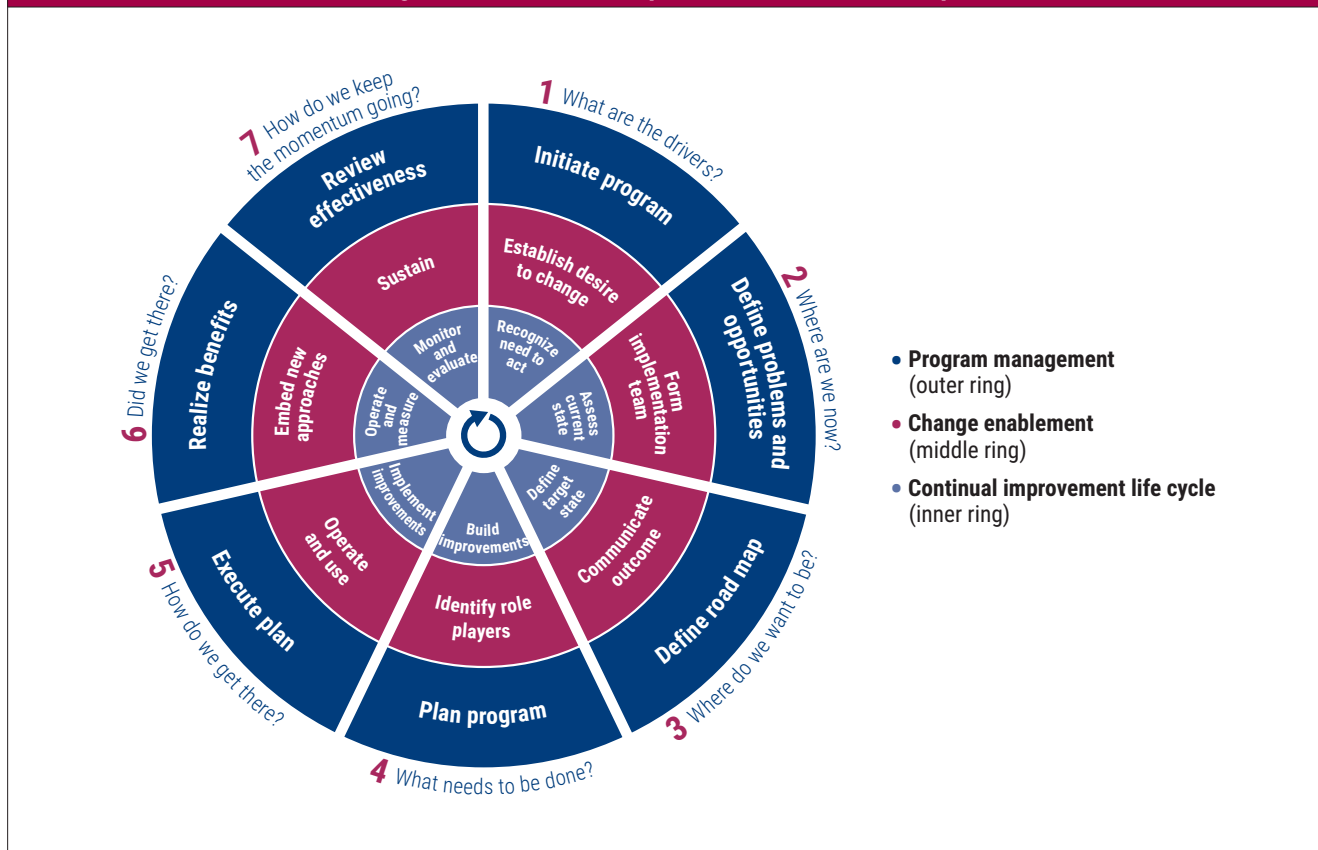 1 What are the drivers?
Initiate program
Establish desire
to change
Recognize
need to
act
2 Where are we now?
Define problems and
opportunities
Form
implementation
team
Assess
current
state
3 Where do we want to be?
Define road map
Communicate
outcome
Define
target
state
4 What needs to be done?
Plan program
Identify role
players
Build
improvements
5 How do we get there?
Execute plan
Operate
and use
Implement
improvements
6 Did we get there?
Realize benefits
Embed new
approaches
Operate
and
measure
7 How do we keep
the momentum going?
Review
effectiveness
Sustain
Monitor
and
evaluate
• Program management
(outer ring)
• Change enablement
(middle ring)
• Continual improvement life cycle
(inner ring)